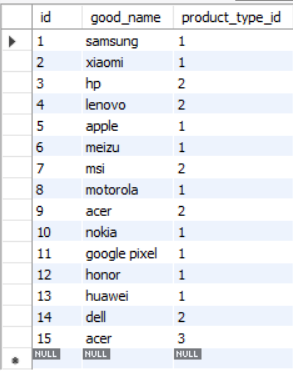 id good_name product_type_id
1 samsung 1
2 xiaomi 1
3 hp 2
4 lenovo 2
5 apple 1
6 meizu 1
7 msi 2
8 motorola 1
9 acer 2
10 nokia 1
11 google pixel 1
12 honor 1
13 huawei 1
14 dell 2
15 acer 3
NULL NULL NULL